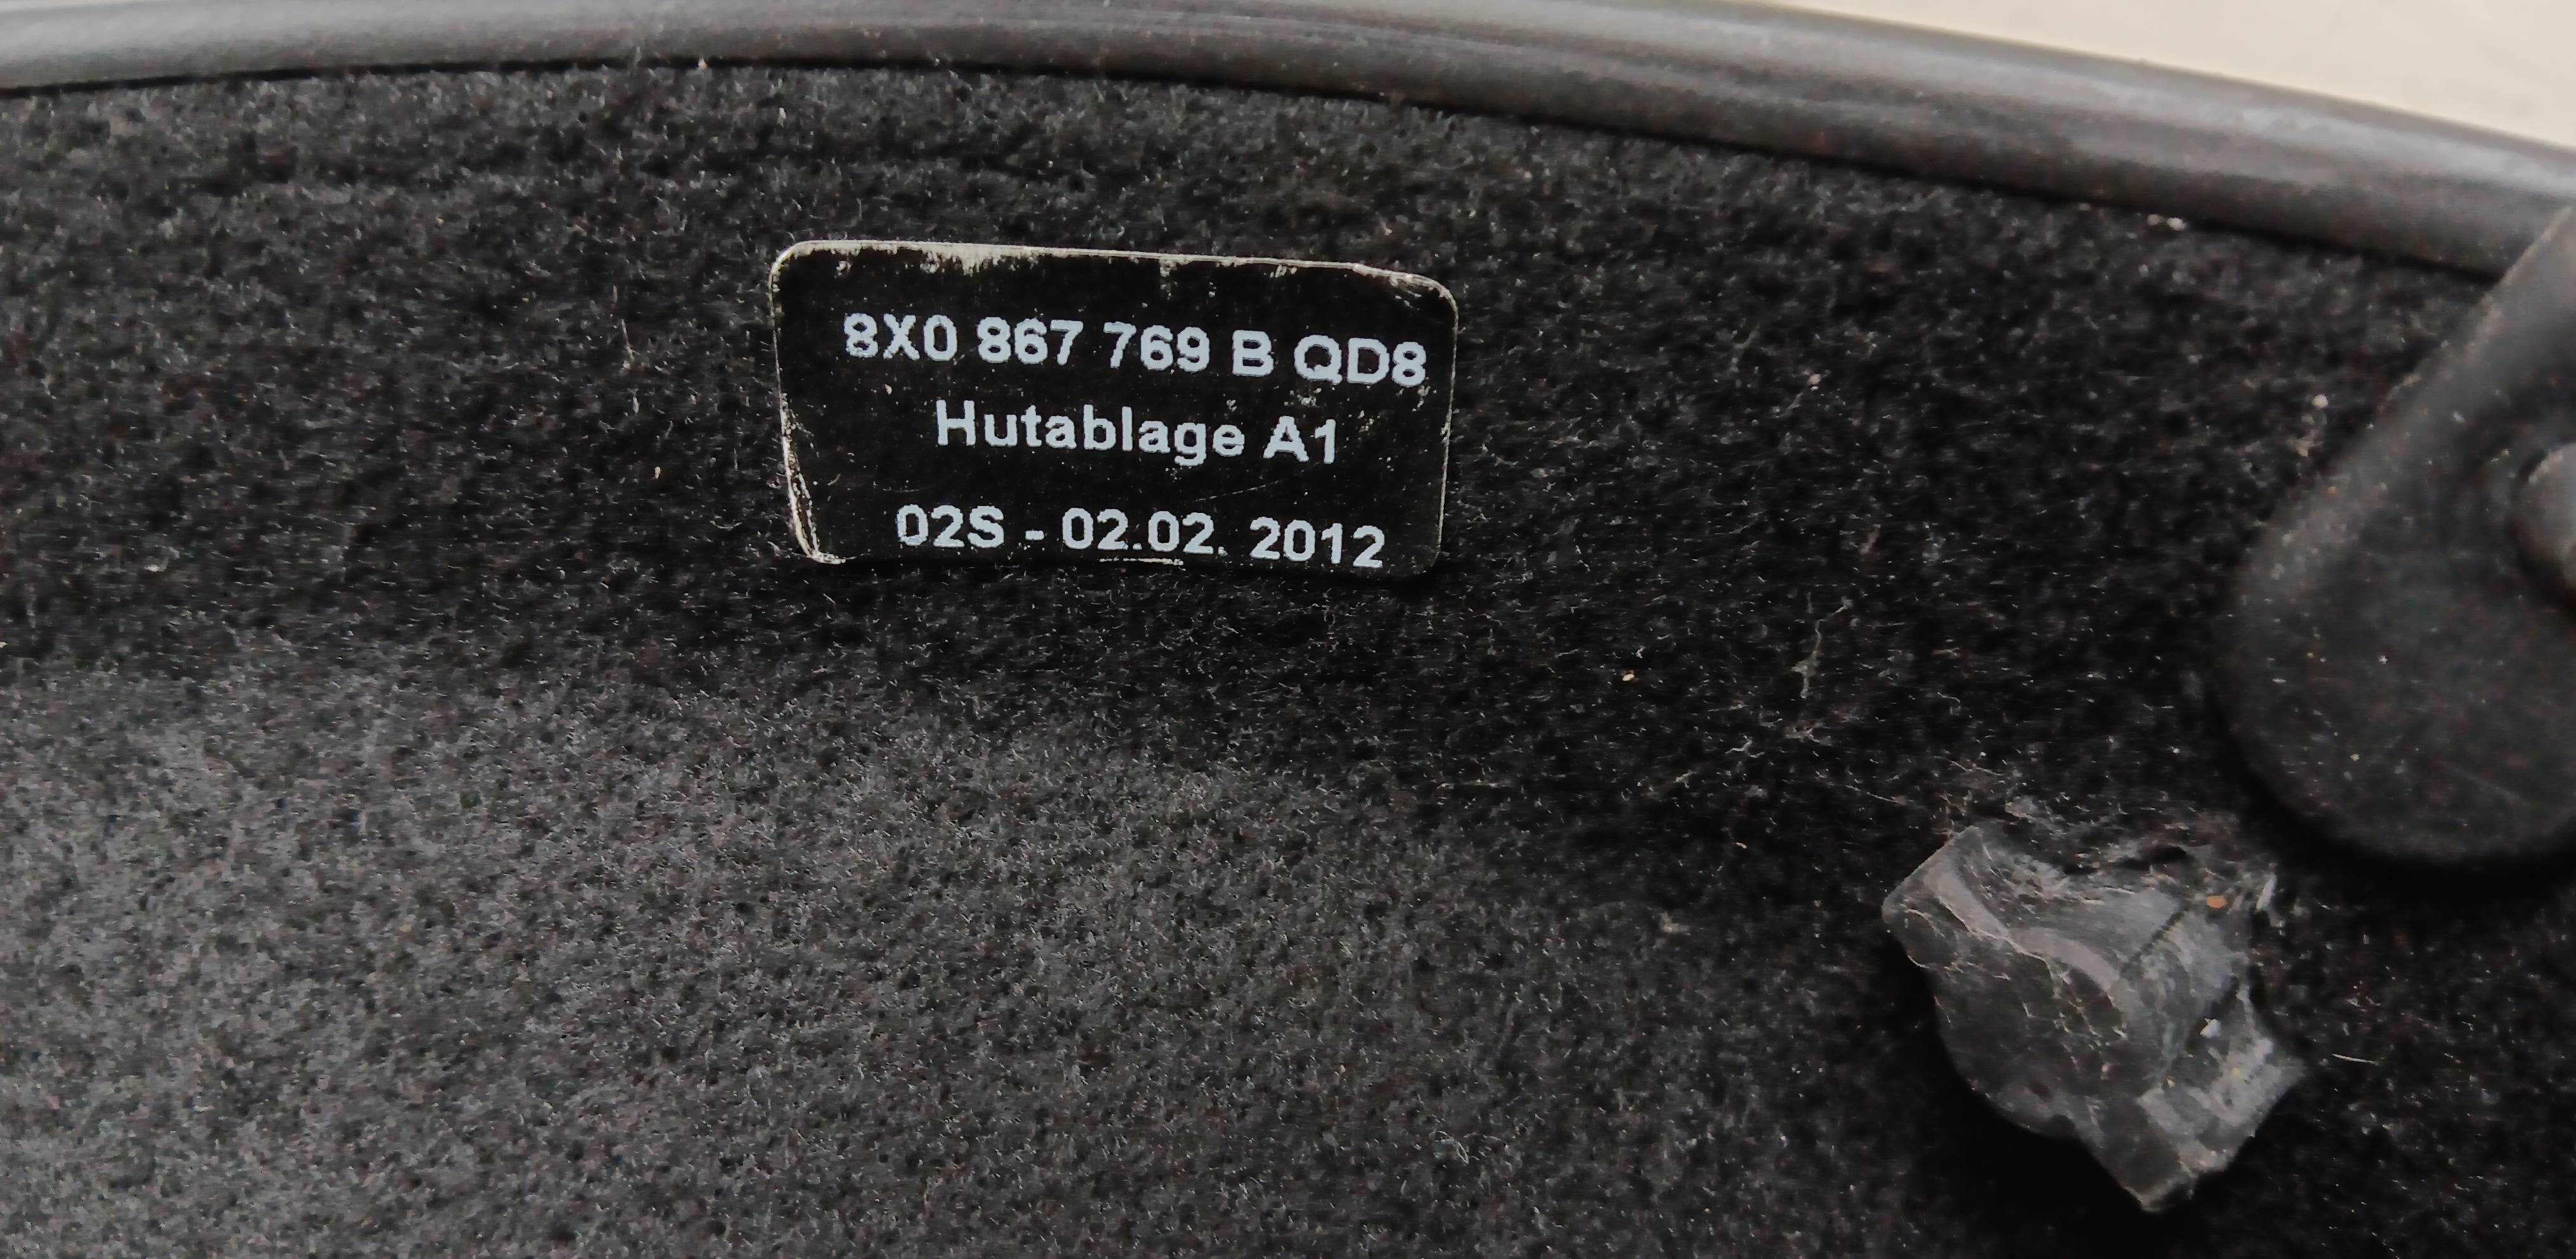 8X0 867 769 B QD8
Hutablage A1
02S - 02.02. 2012